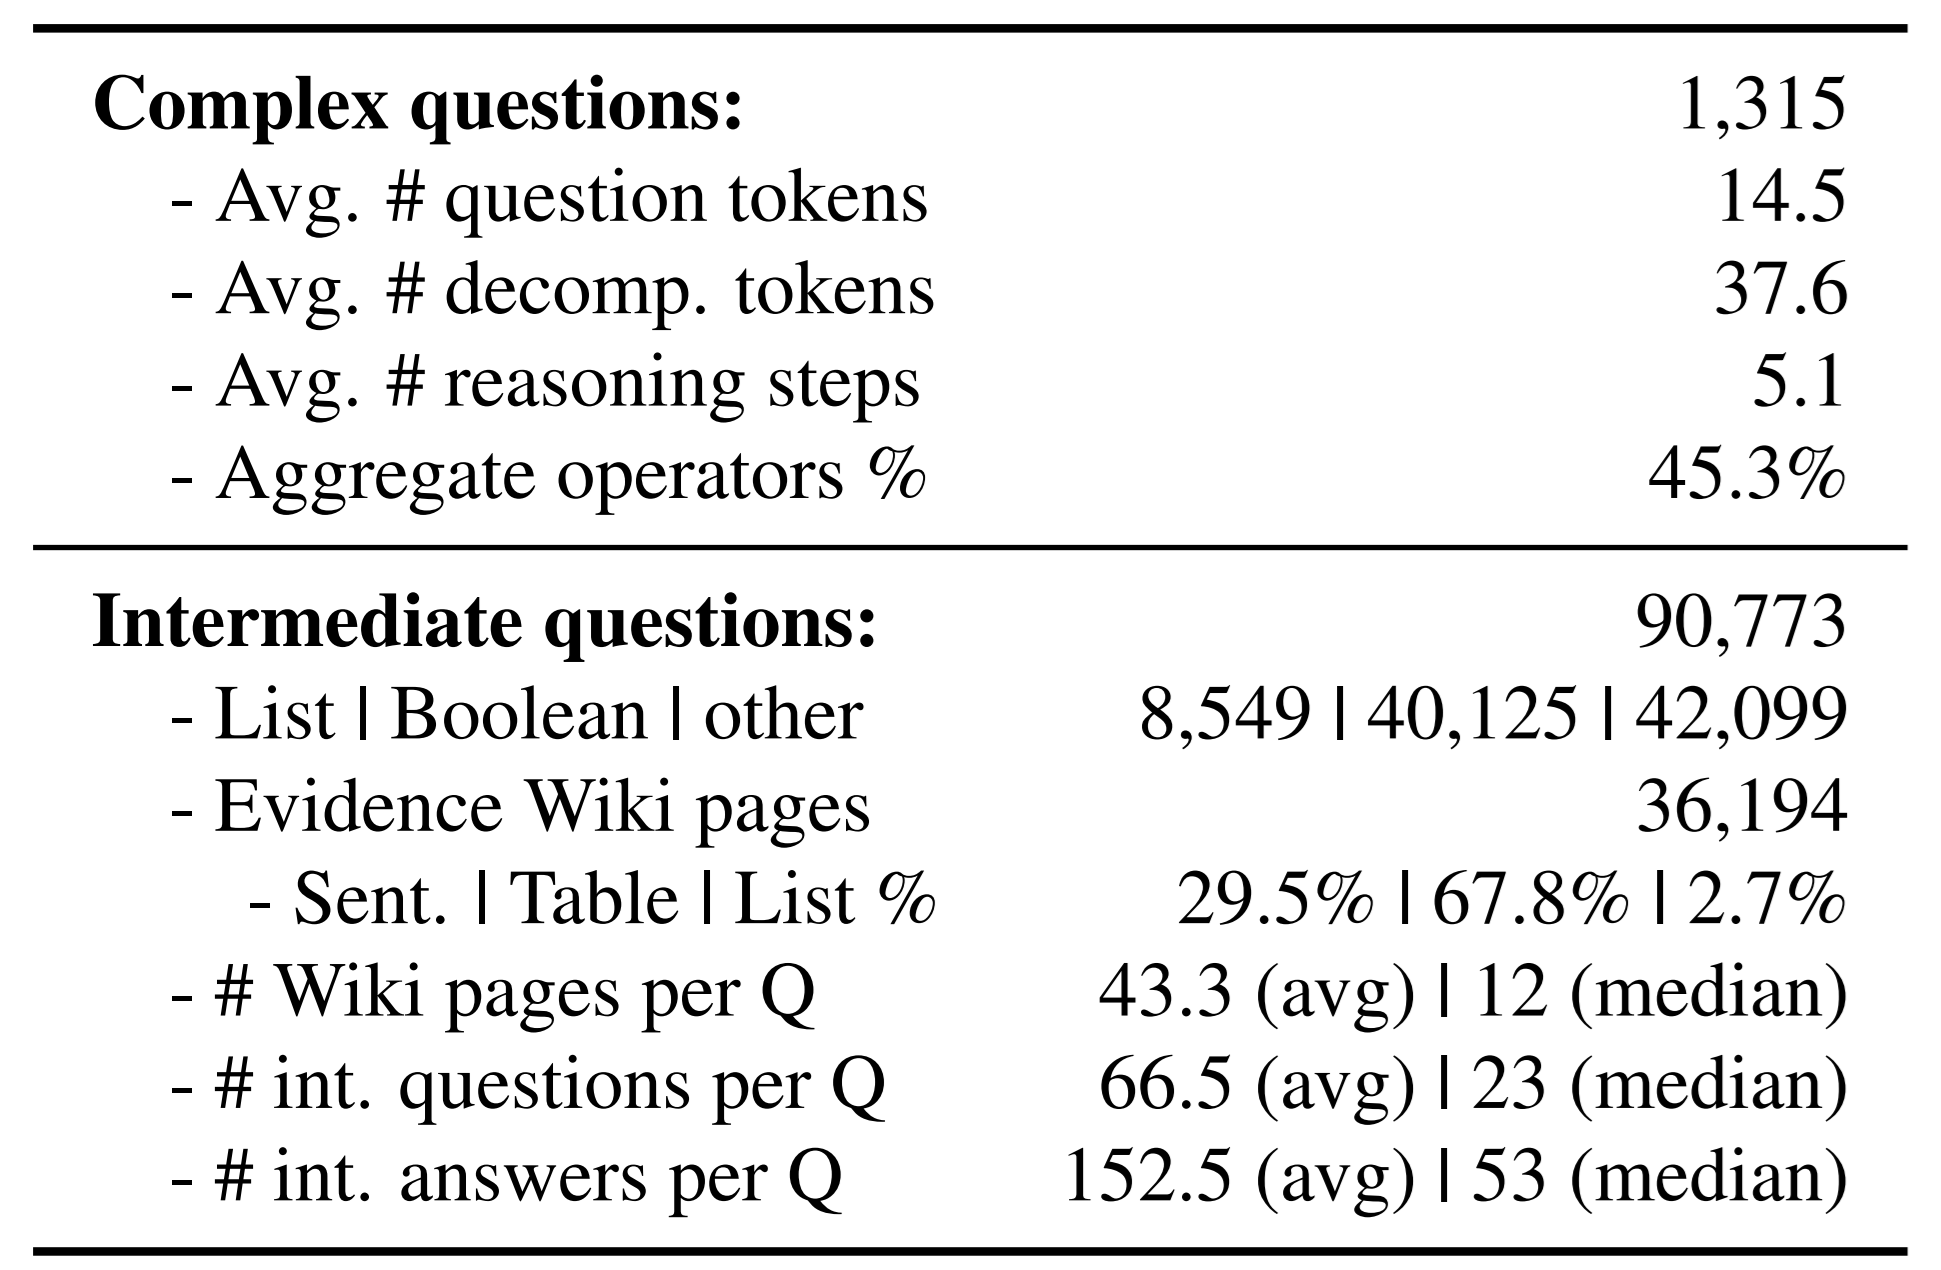 Complex questions: 1,315
- Avg. # question tokens 14.5
- Avg. # decomp. tokens 37.6
- Avg. # reasoning steps 5.1
- Aggregate operators % 45.3%
Intermediate questions: 90,773
- List | Boolean | other 8,549 | 40,125 | 42,099
- Evidence Wiki pages 36,194
- Sent. | Table | List % 29.5% | 67.8% | 2.7%
- # Wiki pages per Q 43.3 (avg) | 12 (median)
- # int. questions per Q 66.5 (avg) | 23 (median)
- # int. answers per Q 152.5 (avg) | 53 (median)